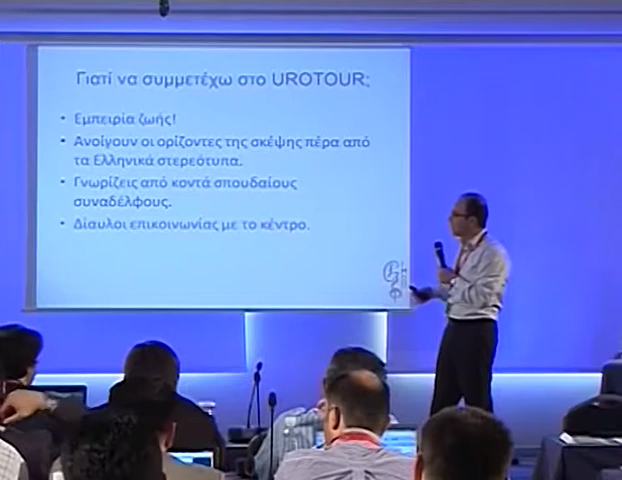 Γιατί να συμμετέχω στο UROTOUR;
• Εμπειρία ζωής!
• Ανοίγουν οι ορίζοντες της σκέψης πέρα από
τα Ελληνικά στερεότυπα.
• Γνωρίζεις από κοντά σπουδαίους
συναδέλφους.
• Δίαυλοι επικοινωνίας με το κέντρο.